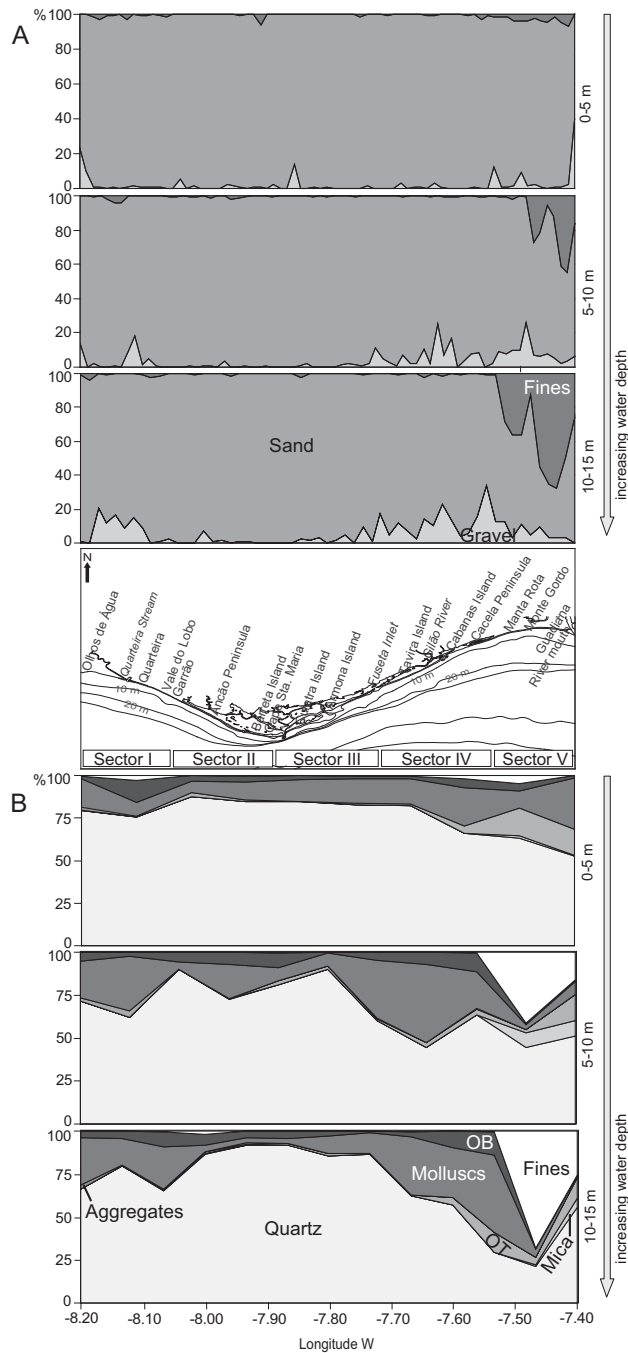 A
%100
80
60
40
20
0
0-5 m
100
80
60
40
20
0
5-10 m
100
80
60
40
20
0
Fines
Sand
Gravel
10-15 m
increasing water depth
N
Olhos de Água
Quarteira Stream
Quarteira
Vale do Lobo
Garrão
Ancão Peninsula
Barreta Island
Sta. Maria
Island
Island
Fuseta Inlet
Tavira Island
Gilão River
Cabanas Island
Cacela Peninsula
Manta Rota
Monte Gordo
Guadiana
River mouth
10 m
20 m
10 m
20 m
Sector I
Sector II
Sector III
Sector IV
Sector V
B
%100
75
50
25
0
0-5 m
100
75
50
25
0
5-10 m
100
75
50
25
0
OB
Molluscs
Fines
Aggregates
Quartz
OT
Mica
10-15 m
increasing water depth
-8.20
-8.10
-8.00
-7.90
-7.80
-7.70
-7.60
-7.50
-7.40
Longitude W